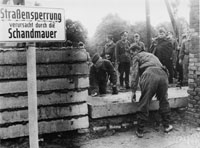 Straßensperrung
verursacht durch die
Schandmauer